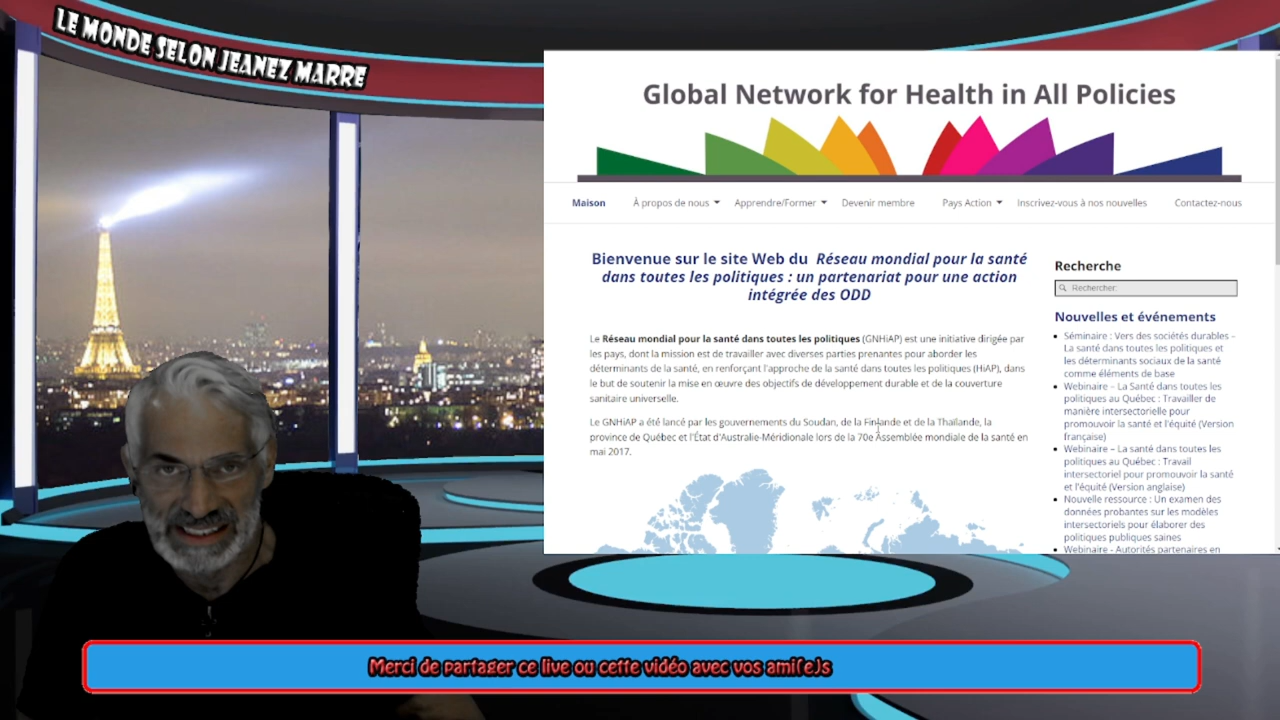 LE MONDE SELON JEANEZ MARRE
Global Network for Health in All Policies
Maison
À propos de nous
Apprendre/Former
Devenir membre
Pays Action
Inscrivez-vous à nos nouvelles
Contactez-nous
Bienvenue sur le site Web du Réseau mondial pour la santé
dans toutes les politiques : un partenariat pour une action
intégrée des ODD
Le Réseau mondial pour la santé dans toutes les politiques (GNHiAP) est une initiative dirigée par
les pays, dont la mission est de travailler avec diverses parties prenantes pour aborder les
déterminants de la santé, en renforçant l'approche de la santé dans toutes les politiques (HiAP), dans
le but de soutenir la mise en œuvre des objectifs de développement durable et de la couverture
sanitaire universelle.
Le GNHiAP a été lancé par les gouvernements du Soudan, de la Finlande et de la Thaïlande, la
province de Québec et l'État d'Australie-Méridionale lors de la 70e Assemblée mondiale de la santé en
mai 2017.
Recherche
Rechercher:
Nouvelles et événements
Séminaire : Vers des sociétés durables –
La santé dans toutes les politiques et
les déterminants sociaux de la santé
comme éléments de base
Webinaire – La Santé dans toutes les
politiques au Québec : Travailler de
manière intersectorielle pour
promouvoir la santé et l'équité (Version
française)
Webinaire – La santé dans toutes les
politiques au Québec : Travail
intersectoriel pour promouvoir la santé
et l'équité (Version anglaise)
Nouvelle ressource : Un examen des
données probantes sur les modèles
intersectoriels pour élaborer des
politiques publiques saines
Webinaire - Autorités partenaires en
Merci de partager ce live ou cette vidéo avec vos ami(e)s